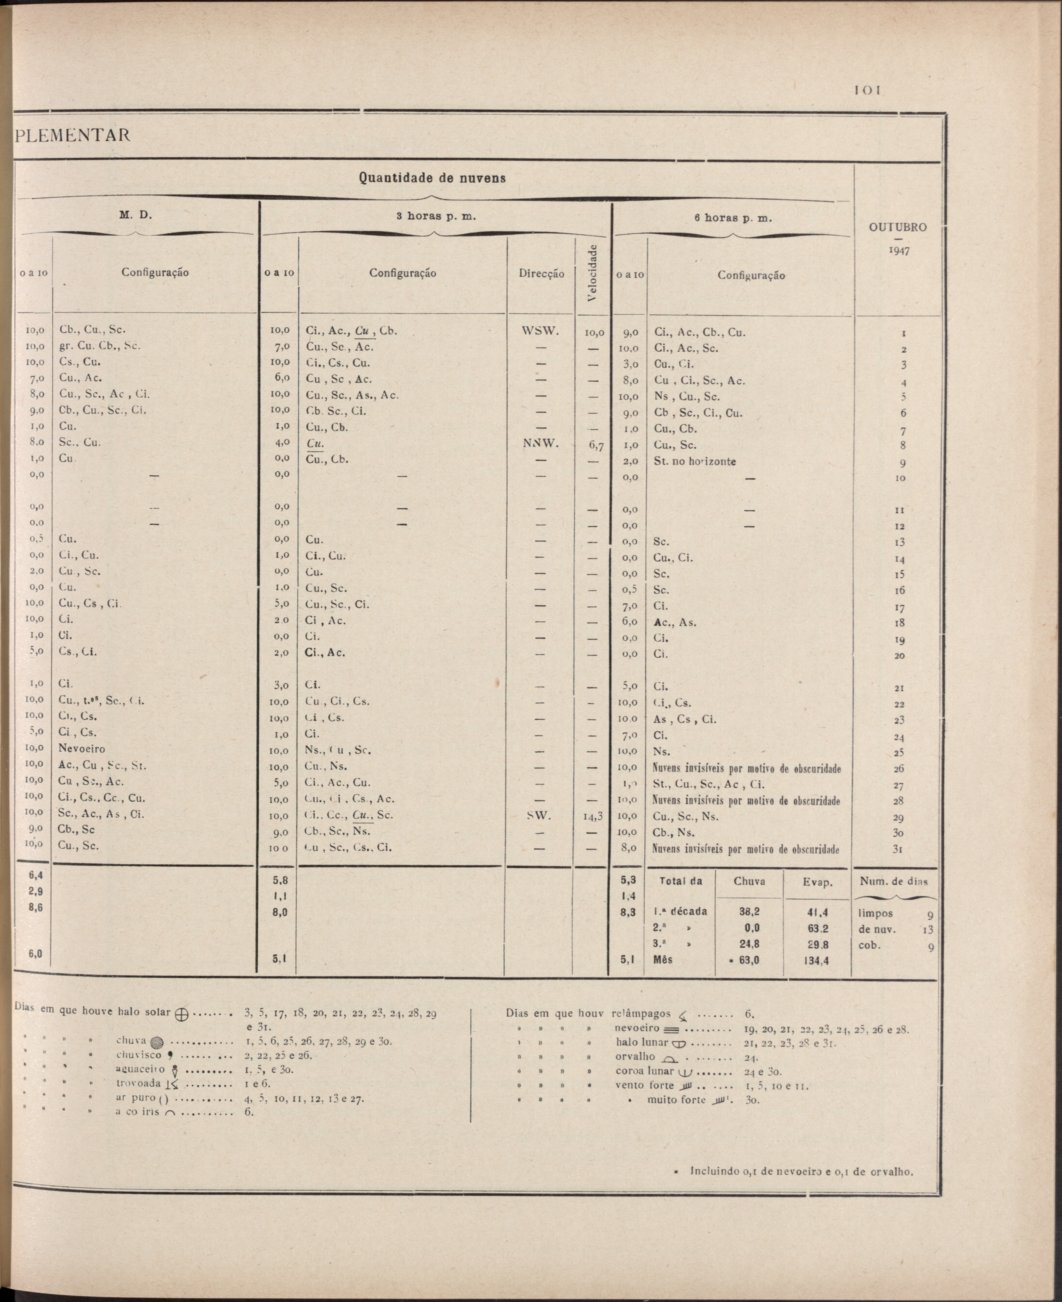 101
PLEMENTAR
Quantidade de nuvens
M. D. 3 horas p. m. 6 horas p. m. OUTUBRO — 1947
0 a 10 Configuração 0 a 10 Configuração Direcção Velocidade 0 a 10 Configuração
10,0 Cb., Cu., Sc. 10,0 Ci., Ac., Cu , Cb. WSW. 10,0 9,0 Ci., Ac., Cb., Cu. 1
10,0 gr. Cu. Cb., Sc. 7,0 Cu., Sc., Ac. — — 10,0 Ci., Ac., Sc. 2
10,0 Cs., Cu. 10,0 Ci., Cs., Cu. — — 3,0 Cu., Ci. 3
7,0 Cu., Ac. 6,0 Cu , Sc , Ac. — — 8,0 Cu , Ci., Sc., Ac. 4
8,0 Cu., Sc., Ac , Ci. 10,0 Cu., Sc., As., Ac. — — 10,0 Ns , Cu., Sc. 5
9,0 Cb., Cu., Sc., Ci. 10,0 Cb. Sc., Ci. — — 9,0 Cb , Sc., Ci., Cu. 6
1,0 Cu. 1,0 Cu., Cb. — — 1,0 Cu., Cb. 7
8,0 Sc., Cu. 4,0 Cu. NNW. 6,7 1,0 Cu., Sc. 8
1,0 Cu 0,0 Cu., Cb. — — 2,0 St. no horizonte 9
0,0 — 0,0 — — — 0,0 — 10
0,0 — 0,0 — — — 0,0 — 11
0,0 — 0,0 — — — 0,0 — 12
0,5 Cu. 0,0 Cu. — — 0,0 Sc. 13
0,0 Ci., Cu. 1,0 Ci., Cu. — — 0,0 Cu., Ci. 14
2,0 Cu , Sc. 0,0 Cu. — — 0,0 Sc. 15
0,0 Cu. 1,0 Cu., Sc. — — 0,5 Sc. 16
10,0 Cu., Cs , Ci. 5,0 Cu., Sc., Ci. — — 7,0 Ci. 17
10,0 Ci. 2 0 Ci , Ac. — — 6,0 Ac., As. 18
1,0 Ci. 0,0 Ci. — — 0,0 Ci. 19
5,0 Cs., Ci. 2,0 Ci., Ac. — — 0,0 Ci. 20
1,0 Ci. 3,0 Ci. — — 5,0 Ci. 21
10,0 Cu., t.os, Sc., Ci. 10,0 Cu , Ci., Cs. — — 10,0 Ci., Cs. 22
10,0 Ci., Cs. 10,0 Ci , Cs. — — 10 0 As , Cs , Ci. 23
5,0 Ci , Cs. 1,0 Ci. — — 7,0 Ci. 24
10,0 Nevoeiro 10,0 Ns., Cu , Sc. — — 10,0 Ns. 25
10,0 Ac., Cu , Sc., St. 10,0 Cu., Ns. — — 10,0 Nuvens invisíveis por motivo de obscuridade 26
10,0 Cu , Sc., Ac. 5,0 Ci., Ac., Cu. — — 1,0 St., Cu., Sc., Ac , Ci. 27
10,0 Ci., Cs., Cc., Cu. 10,0 Cu., Ci , Cs., Ac. — — 10,0 Nuvens invisíveis por motivo de obscuridade 28
10,0 Sc., Ac., As , Ci. 10,0 Ci., Cc., Cu., Sc. SW. 14,3 10,0 Cu., Sc., Ns. 29
9,0 Cb., Sc 9,0 Cb., Sc., Ns. — — 10,0 Cb., Ns. 30
10,0 Cu., Sc. 10 0 Cu , Sc., Cs., Ci. — — 8,0 Nuvens invisíveis por motivo de obscuridade 31
6,4 5,8 5,3 Total da Chuva Evap. Num. de dias
2,9 1,1 1,4
8,6 8,0 8,3 1.ª década 38,2 41,4 limpos 9
2.ª » 0,0 63,2 de nuv. 13
3.ª » 24,8 29,8 cob. 9
6,0 5,1 5,1 Mês * 63,0 134,4
Dias em que houve halo solar ....... 3, 5, 17, 18, 20, 21, 22, 23, 24, 28, 29
e 31.
» » » » chuva ........... 1, 5, 6, 25, 26, 27, 28, 29 e 30.
» » » » chuvisco ......... 2, 22, 25 e 26.
» » » » aguaceiro ......... 1, 5, e 30.
» » » » trovoada ......... 1 e 6.
» » » » ar puro () ........... 4, 5, 10, 11, 12, 13 e 27.
» » » » a co iris .......... 6.
Dias em que houv relâmpagos ....... 6.
» » » » nevoeiro ......... 19, 20, 21, 22, 23, 24, 25, 26 e 28.
» » » » halo lunar ........ 21, 22, 23, 28 e 31.
» » » » orvalho ........ 24.
» » » » coroa lunar ....... 24 e 30.
» » » » vento forte .. .... 1, 5, 10 e 11.
» » » » » muito forte . 30.
* Incluindo 0,1 de nevoeiro e 0,1 de orvalho.